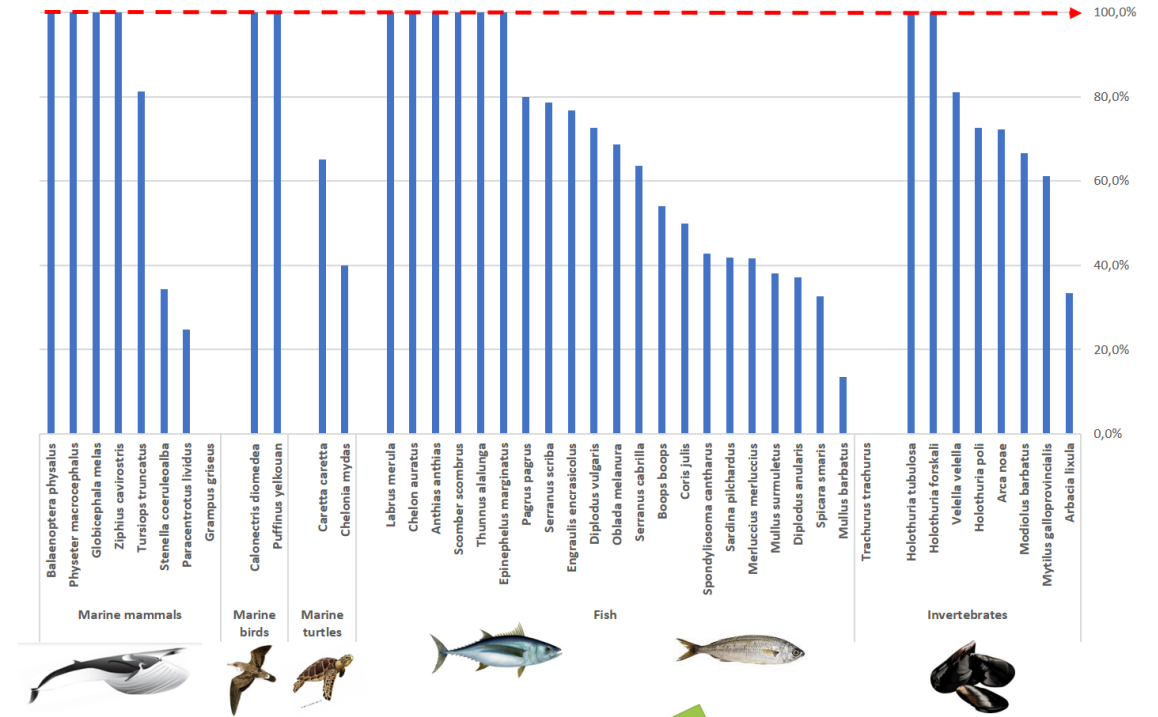 100,0%
80,0%
60,0%
40,0%
20,0%
0,0%
Balaenoptera physalus
Physeter macrocephalus
Globicephala melas
Ziphius cavirostris
Tursiops truncatus
Stenella coeruleoalba
Paracentrotus lividus
Grampus griseus
Calonectris diomedea
Puffinus yelkouan
Caretta caretta
Chelonia mydas
Labrus merula
Chelon auratus
Anthias anthias
Scomber scombrus
Thunnus alalunga
Epinephelus marginatus
Pagrus pagrus
Serranus scriba
Engraulis encrasicolus
Diplodus vulgaris
Oblada melanura
Serranus cabrilla
Boops boops
Coris julis
Spondyliosoma cantharus
Sardina pilchardus
Merluccius merluccius
Mullus surmuletus
Diplodus anularis
Spicara smaris
Mullus barbatus
Trachurus trachurus
Holothuria tubulosa
Holothuria forskali
Velella velella
Holothuria poli
Arca noae
Modiolus barbatus
Mytilus galloprovincialis
Arbacia lixula
Marine mammals
Marine
birds
Marine
turtles
Fish
Invertebrates